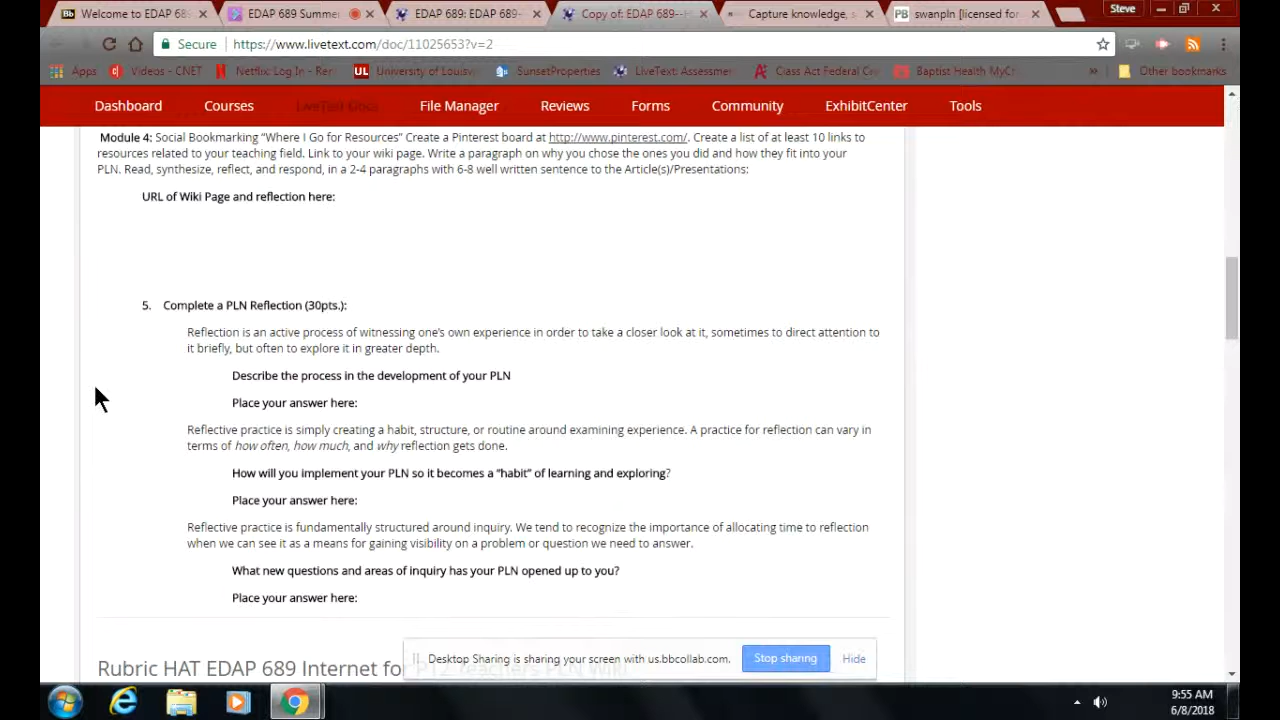 Steve
Welcome to EDAP 68
EDAP 689 Summe
EDAP 689: EDAP 689-
Copy of: EDAP 689--
Capture knowledge, s
PB swanpln [licensed for
Secure https://www.livetext.com/doc/11025653?v=2
Apps Videos - CNET Netflix: Log In - Ren UL University of Louisv SunsetProperties LiveText: Assessmen Class Act Federal Cr Baptist Health MyCh » Other bookmarks
Dashboard Courses LiveText Docs File Manager Reviews Forms Community ExhibitCenter Tools
Module 4: Social Bookmarking “Where I Go for Resources” Create a Pinterest board at http://www.pinterest.com/. Create a list of at least 10 links to
resources related to your teaching field. Link to your wiki page. Write a paragraph on why you chose the ones you did and how they fit into your
PLN. Read, synthesize, reflect, and respond, in a 2-4 paragraphs with 6-8 well written sentence to the Article(s)/Presentations:
URL of Wiki Page and reflection here:
5. Complete a PLN Reflection (30pts.):
Reflection is an active process of witnessing one’s own experience in order to take a closer look at it, sometimes to direct attention to
it briefly, but often to explore it in greater depth.
Describe the process in the development of your PLN
Place your answer here:
Reflective practice is simply creating a habit, structure, or routine around examining experience. A practice for reflection can vary in
terms of how often, how much, and why reflection gets done.
How will you implement your PLN so it becomes a “habit” of learning and exploring?
Place your answer here:
Reflective practice is fundamentally structured around inquiry. We tend to recognize the importance of allocating time to reflection
when we can see it as a means for gaining visibility on a problem or question we need to answer.
What new questions and areas of inquiry has your PLN opened up to you?
Place your answer here:
Rubric HAT EDAP 689 Internet for P12 Teachers PLN Wiki
Desktop Sharing is sharing your screen with us.bbcollab.com. Stop sharing Hide
9:55 AM
6/8/2018